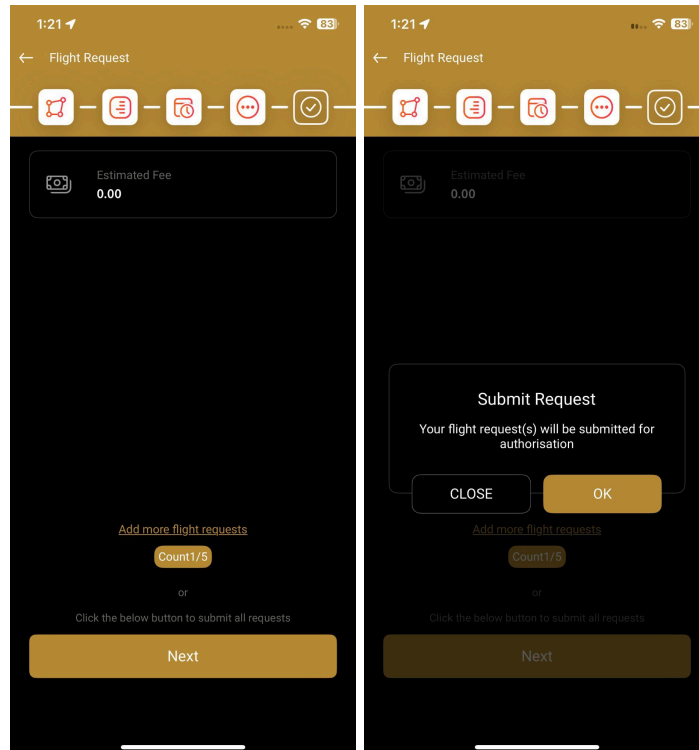 1:21
83
Flight Request
Estimated Fee
0.00
Add more flight requests
Count1/5
or
Click the below button to submit all requests
Next
1:21
83
Flight Request
Estimated Fee
0.00
Submit Request
Your flight request(s) will be submitted for
authorisation
CLOSE
OK
Add more flight requests
Count1/5
or
Click the below button to submit all requests
Next